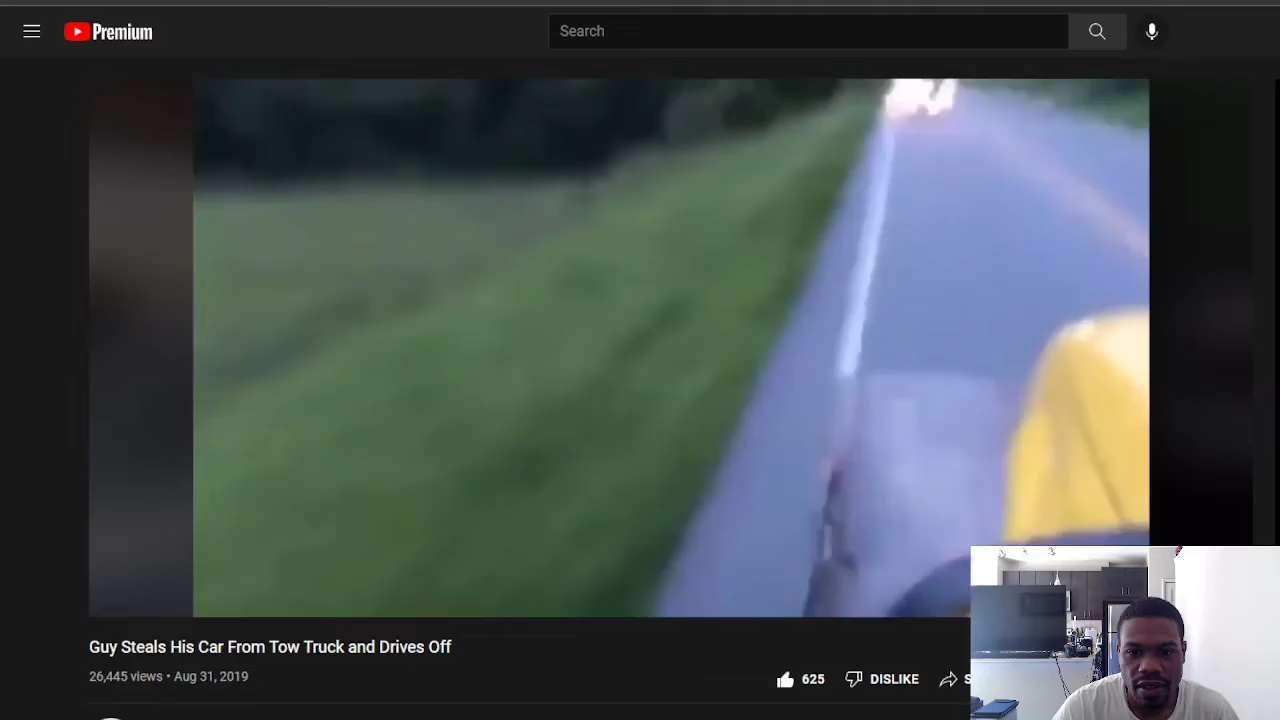 Premium
Search
Guy Steals His Car From Tow Truck and Drives Off
26,445 views • Aug 31, 2019
625
DISLIKE
S